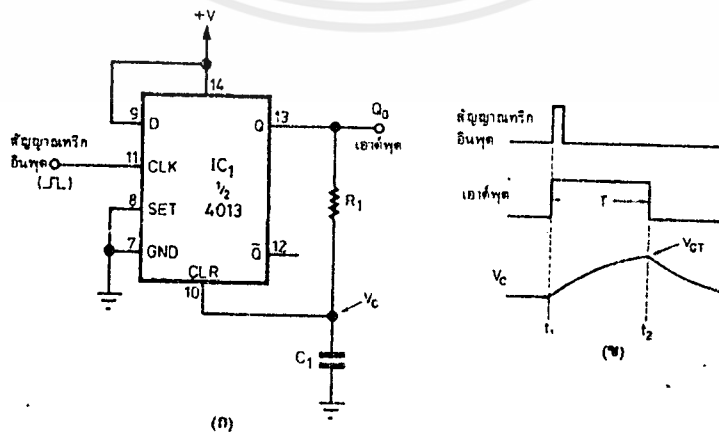 +V
14
9
D
Q
13
Q₀
เอาต์พุต
สัญญาณทริก
อินพุต
(⎍)
11
CLK
IC₁
½
4013
R₁
8
SET
7
GND
Q̅
12
CLR
10
V_C
C₁
(ก)
สัญญาณทริก
อินพุต
เอาต์พุต
T
V_C
V_CT
t₁
t₂
(ข)